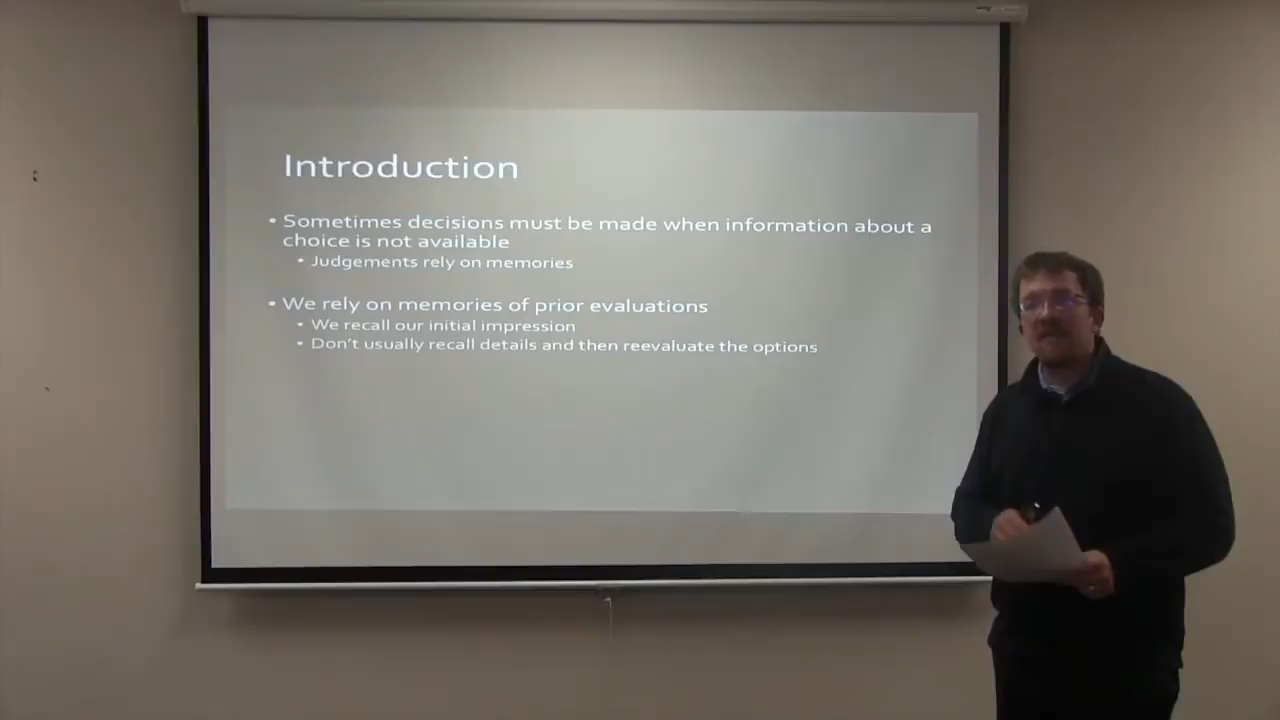 Introduction
• Sometimes decisions must be made when information about a
choice is not available
• Judgements rely on memories
• We rely on memories of prior evaluations
• We recall our initial impression
• Don't usually recall details and then reevaluate the options